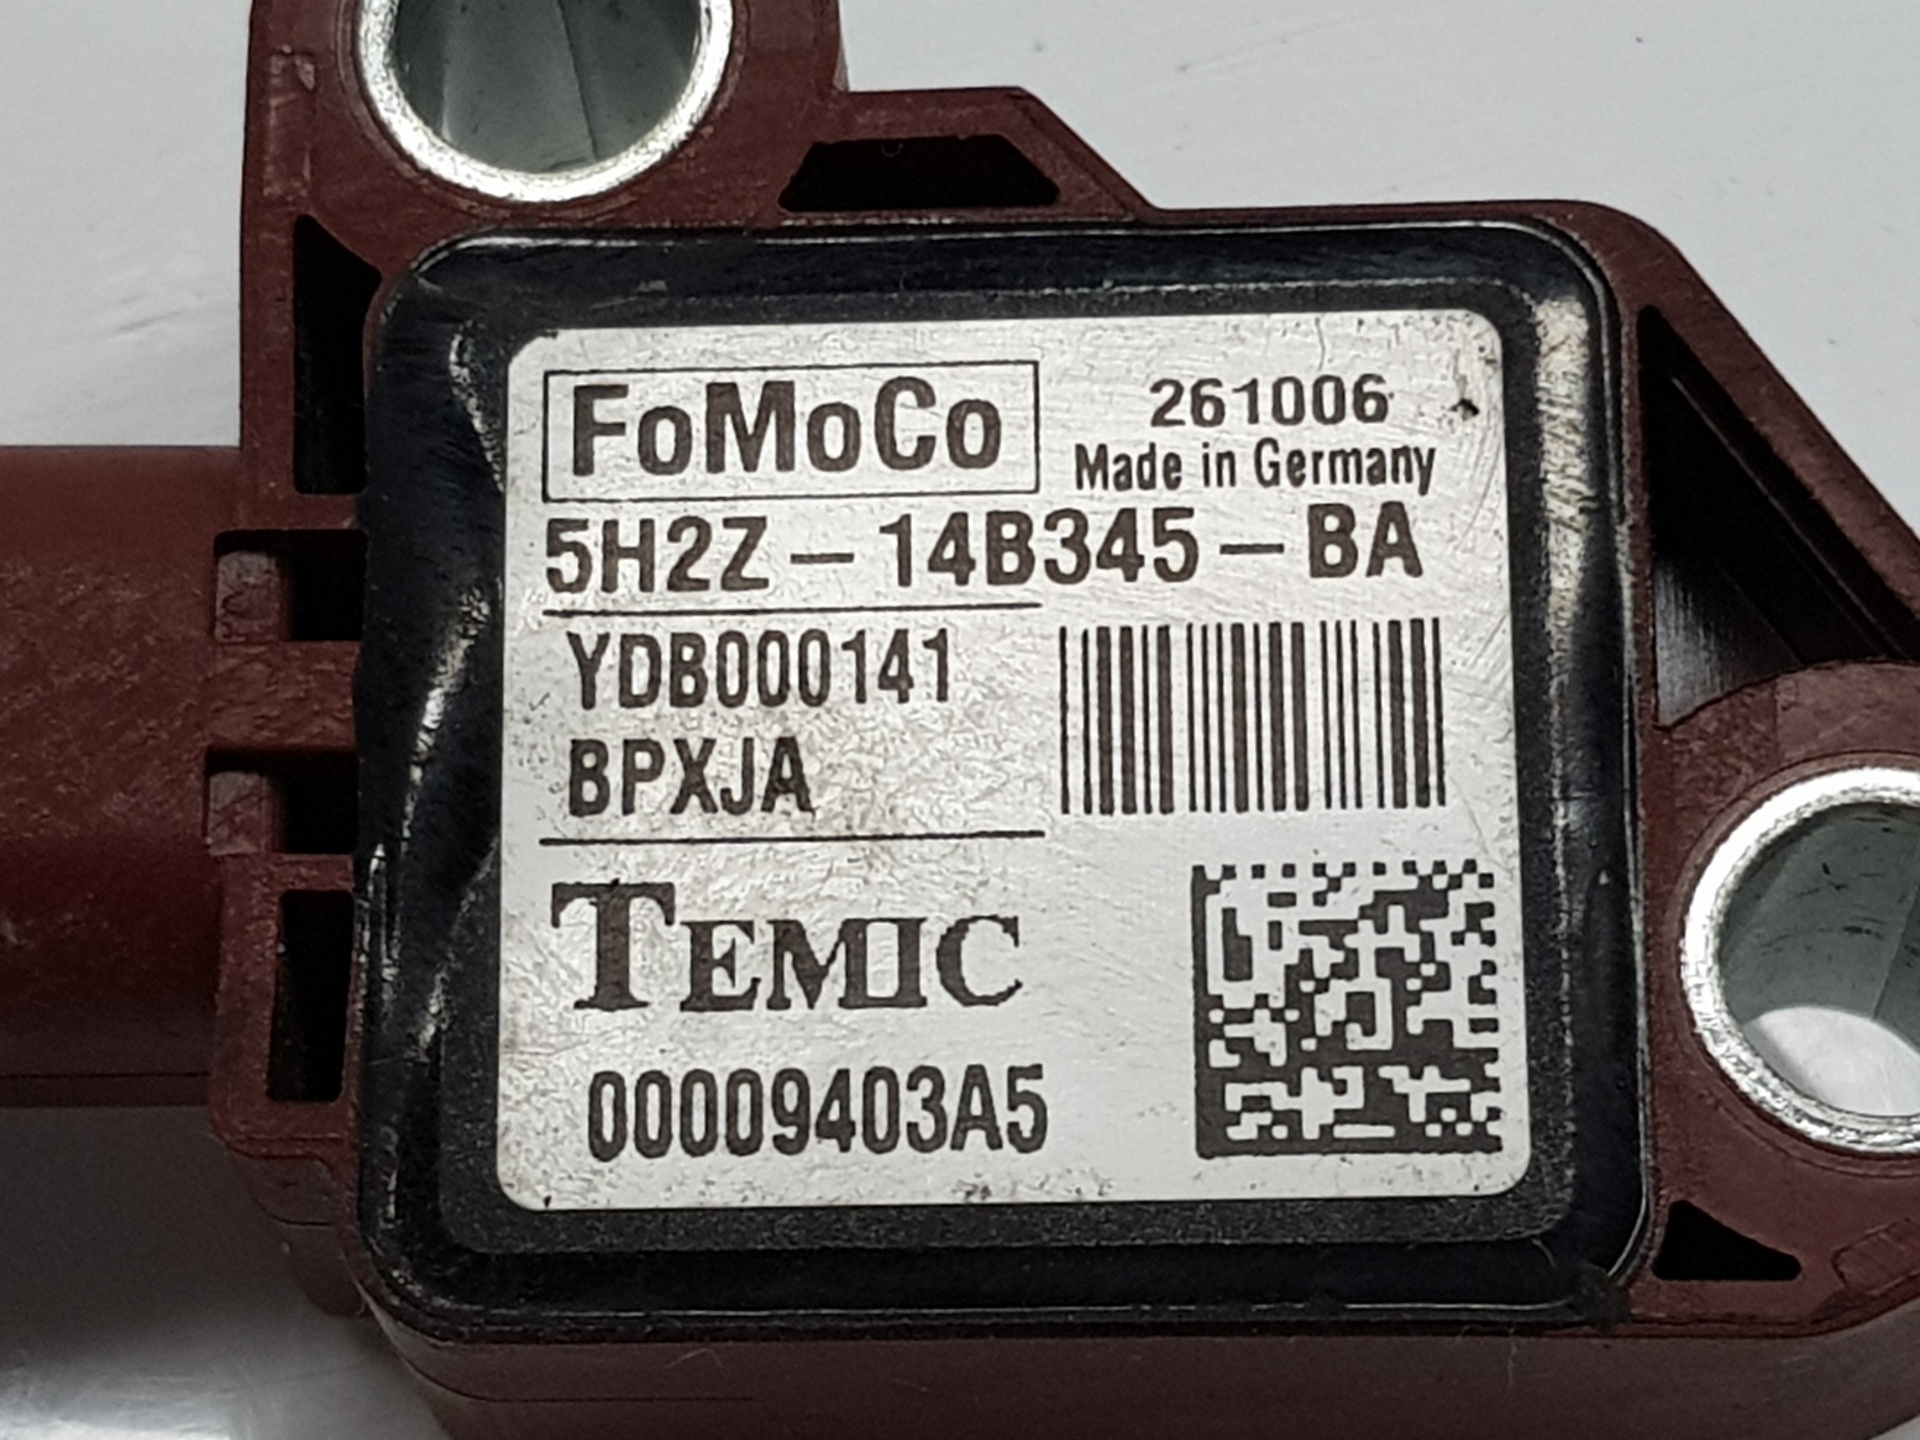 FoMoCo
261006
Made in Germany
5H2Z – 14B345 – BA
YDB000141
BPXJA
TEMIC
00009403A5